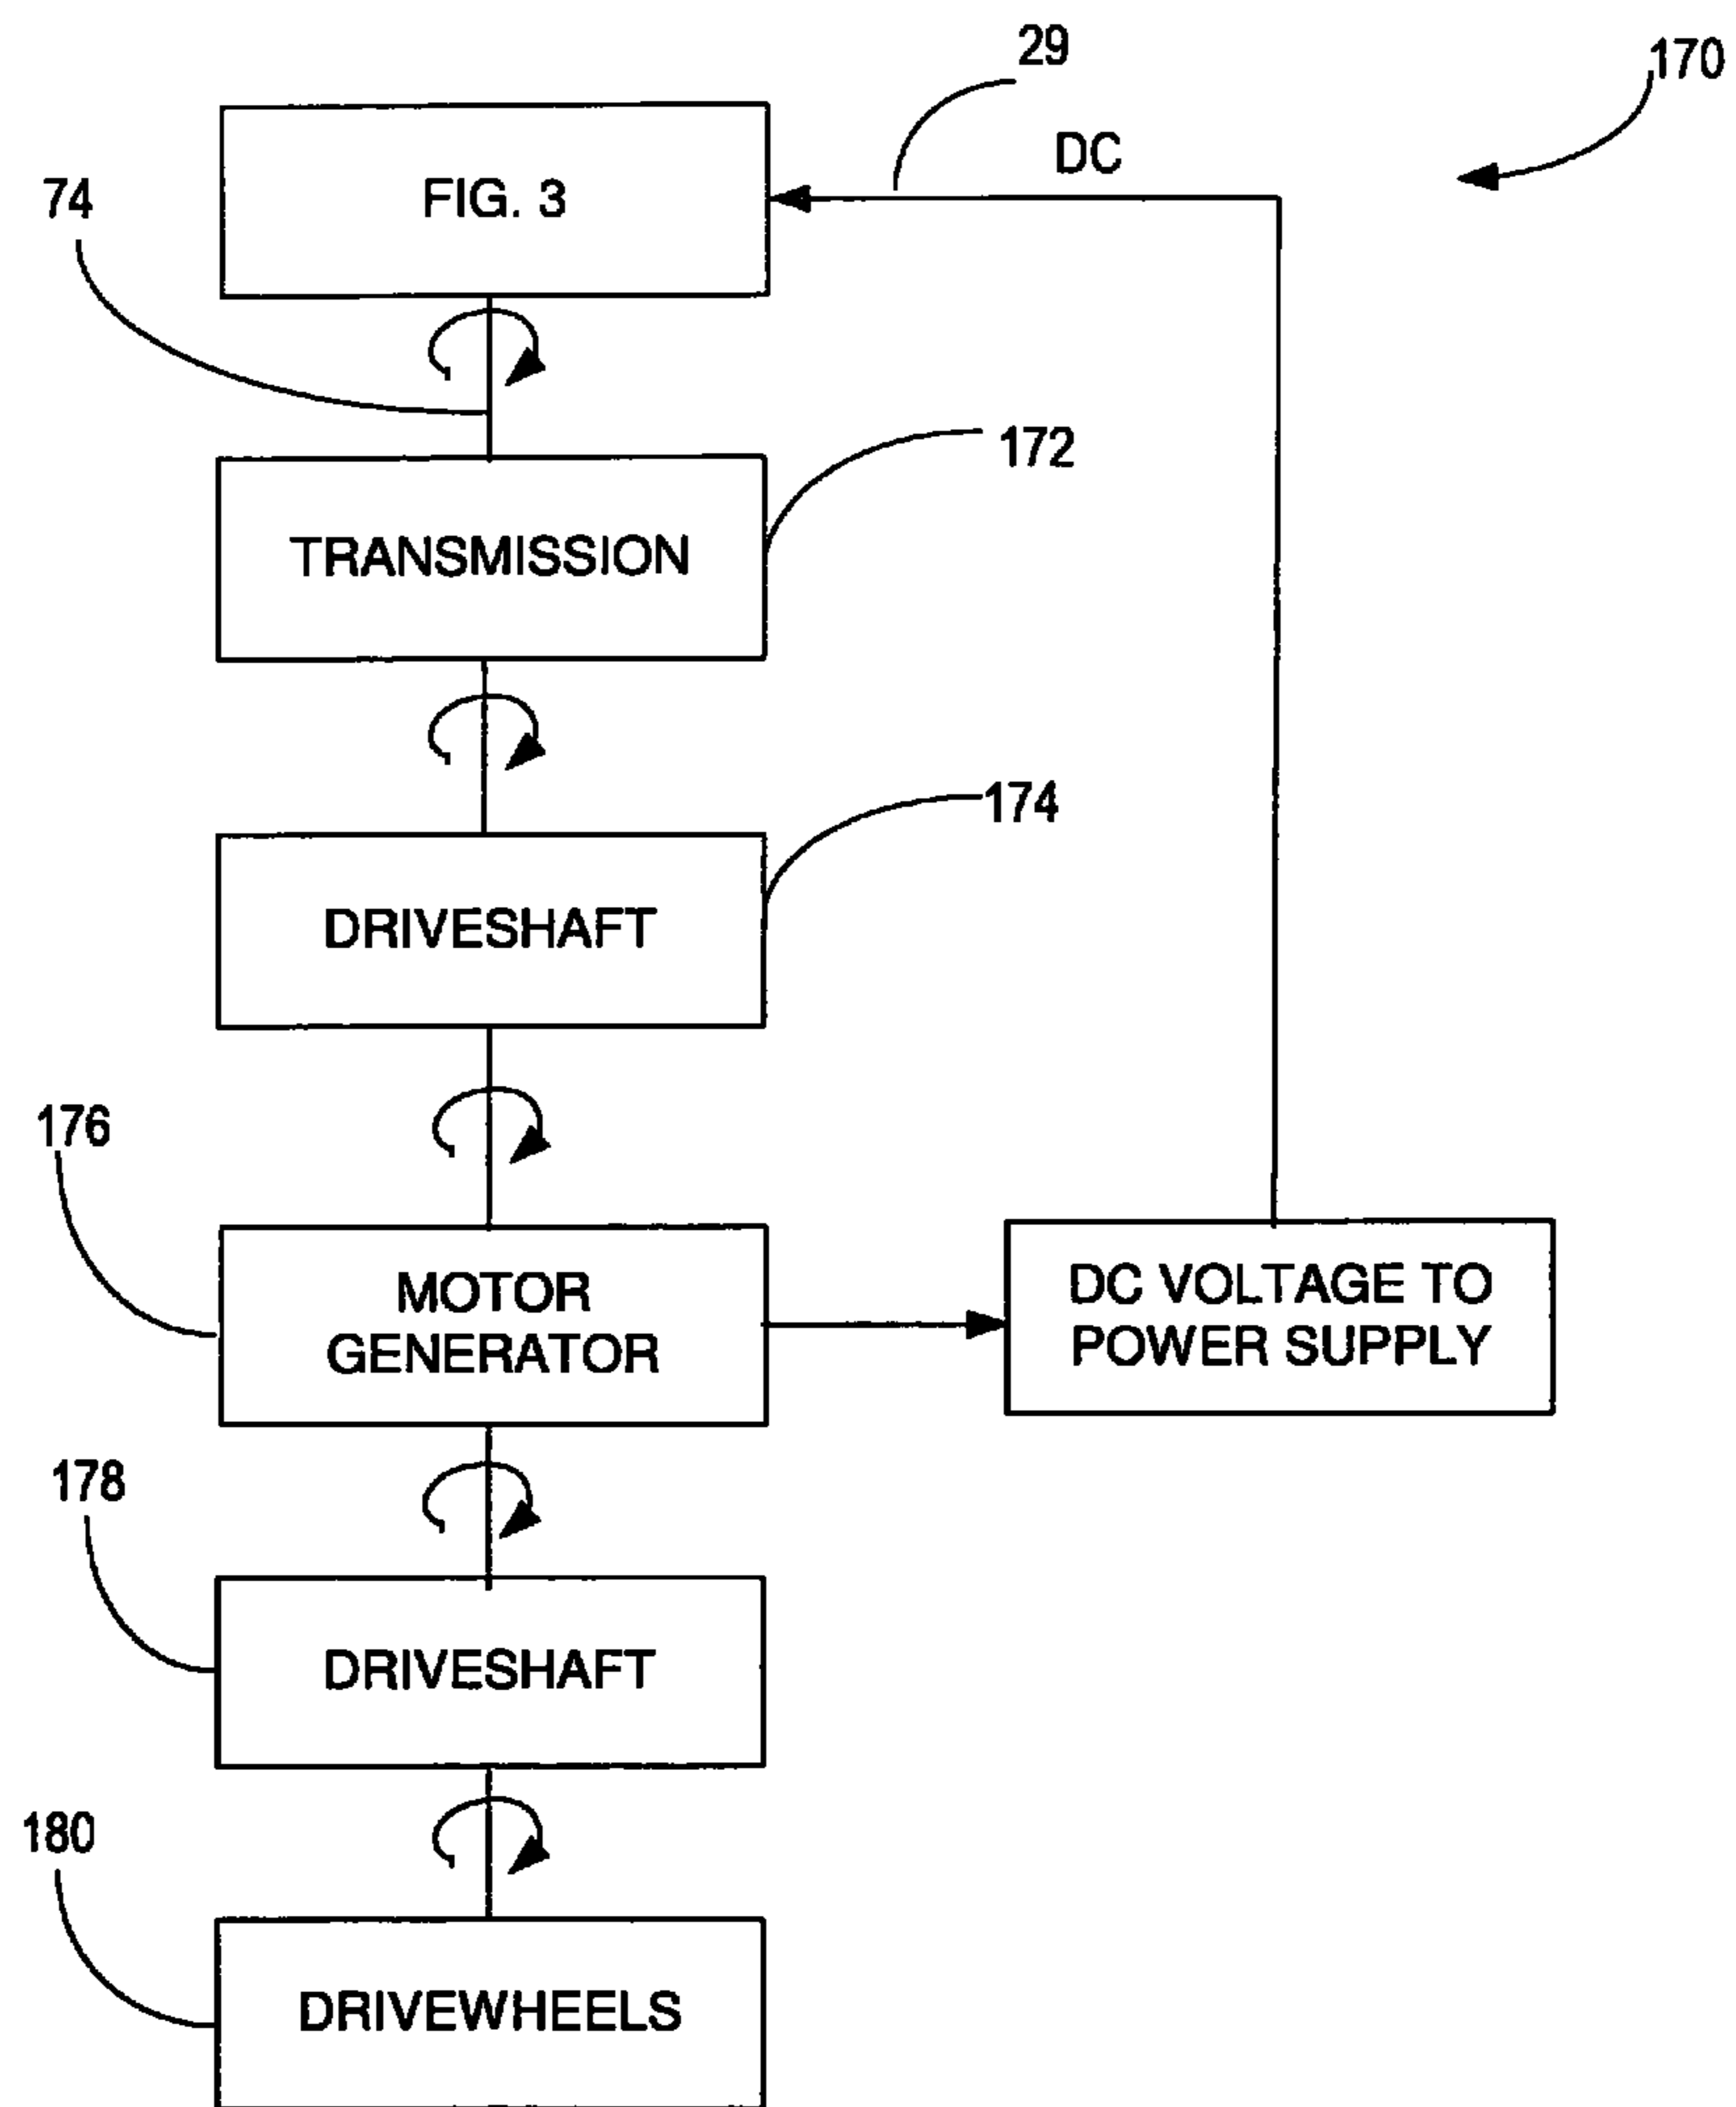 29
170
DC
74
FIG. 3
172
TRANSMISSION
174
DRIVESHAFT
176
MOTOR
GENERATOR
DC VOLTAGE TO
POWER SUPPLY
178
DRIVESHAFT
180
DRIVEWHEELS